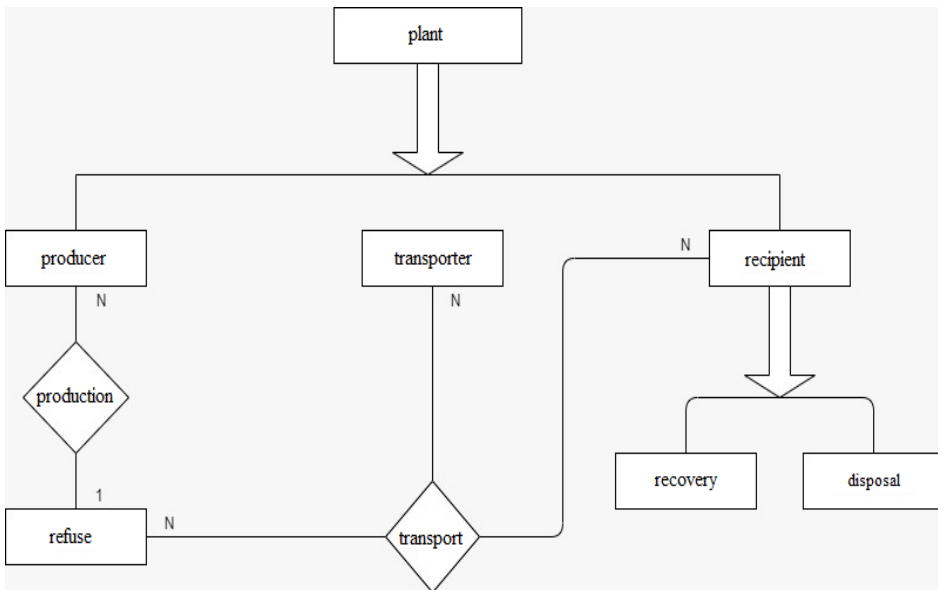 plant
producer
transporter
N
recipient
N
N
production
recovery
disposal
1
refuse
N
transport